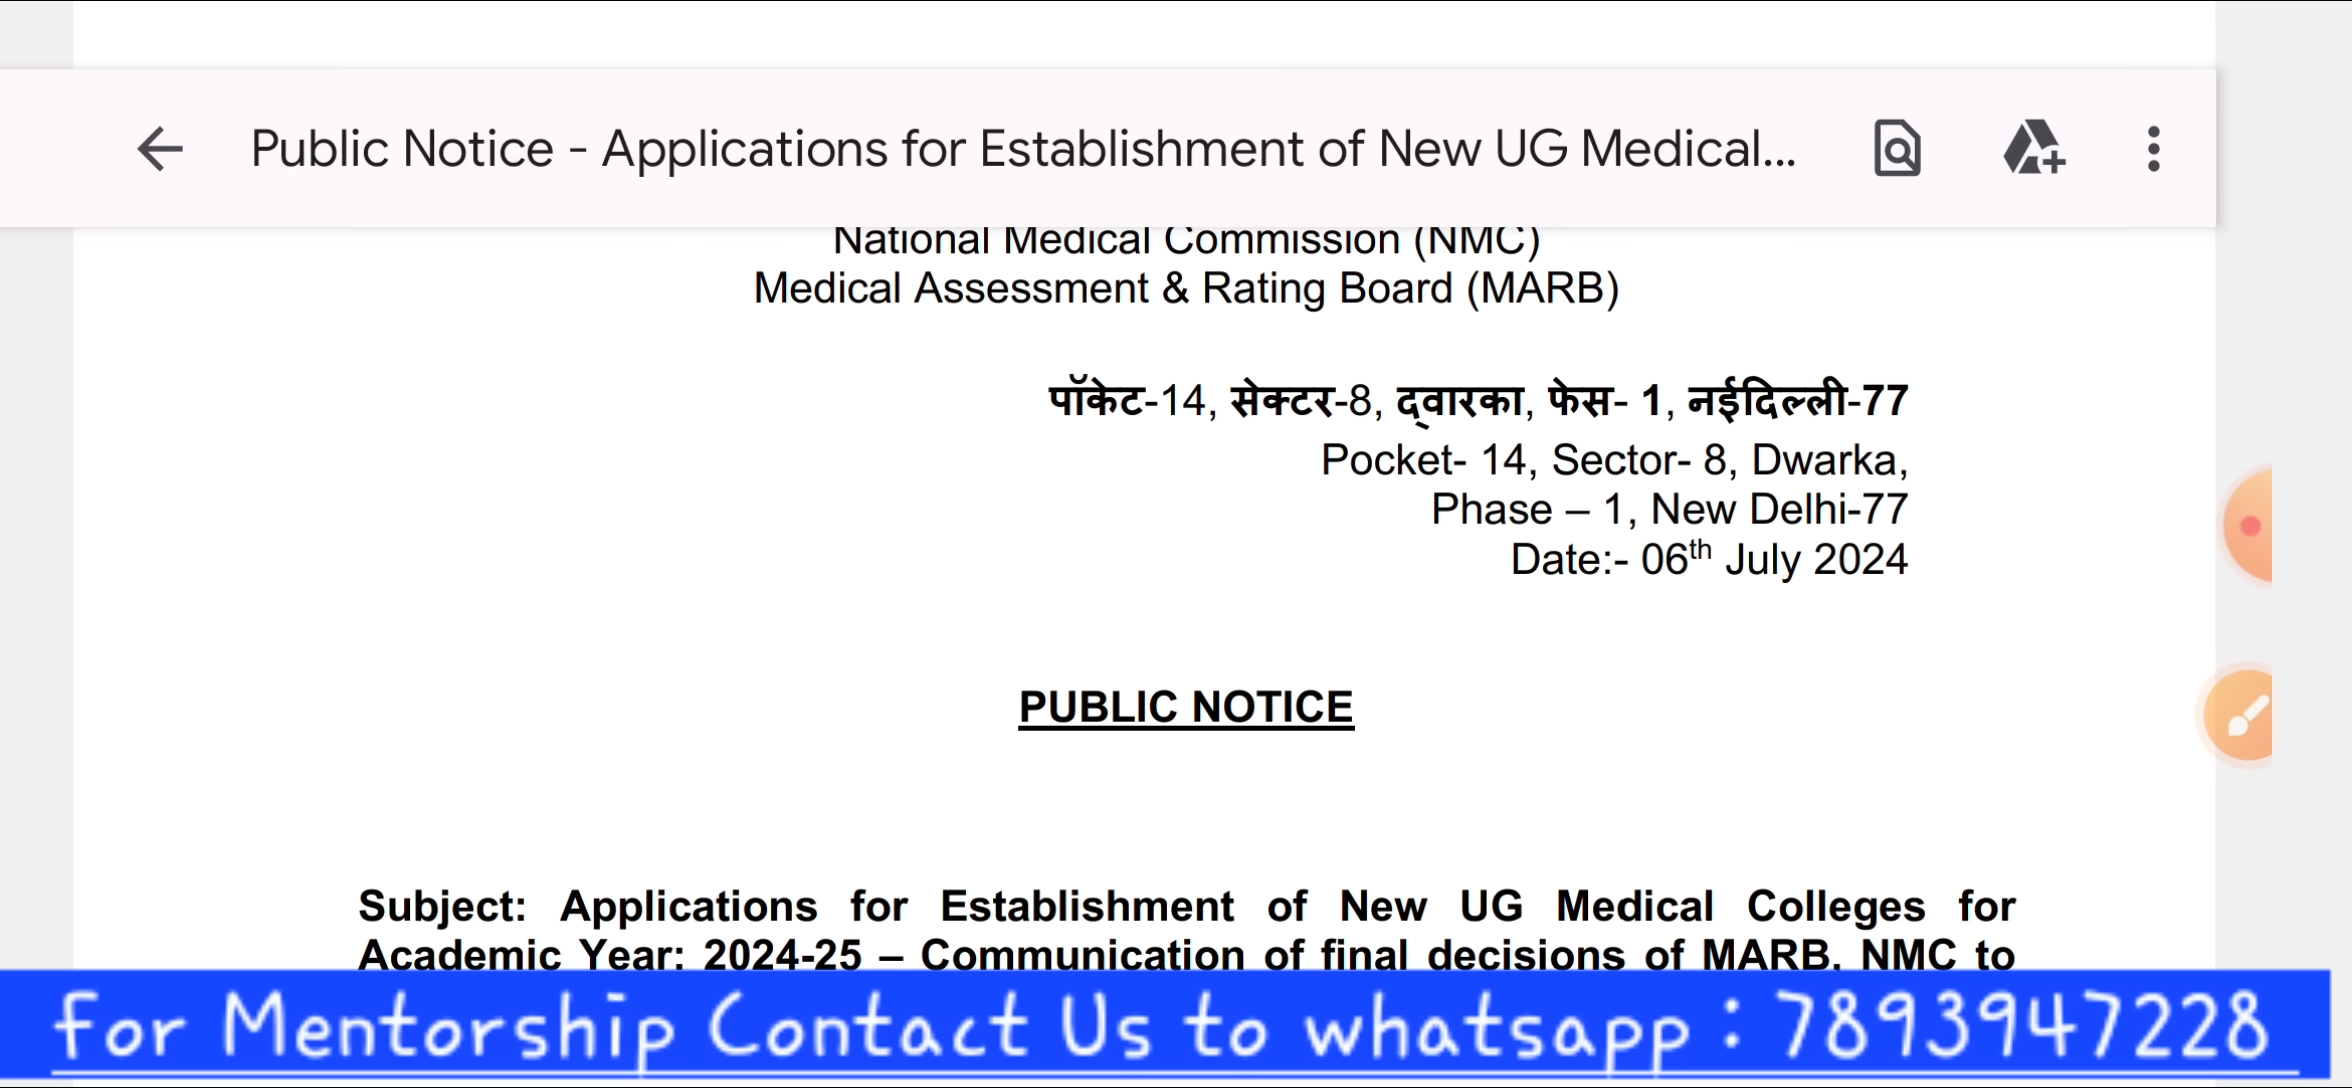 Public Notice - Applications for Establishment of New UG Medical...
National Medical Commission (NMC)
Medical Assessment & Rating Board (MARB)
पॉकेट-14, सेक्टर-8, द्वारका, फेस- 1, नईदिल्ली-77
Pocket- 14, Sector- 8, Dwarka,
Phase – 1, New Delhi-77
Date:- 06th July 2024
PUBLIC NOTICE
Subject: Applications for Establishment of New UG Medical Colleges for
Academic Year: 2024-25 – Communication of final decisions of MARB, NMC to
for Mentorship Contact Us to whatsapp : 7893947228